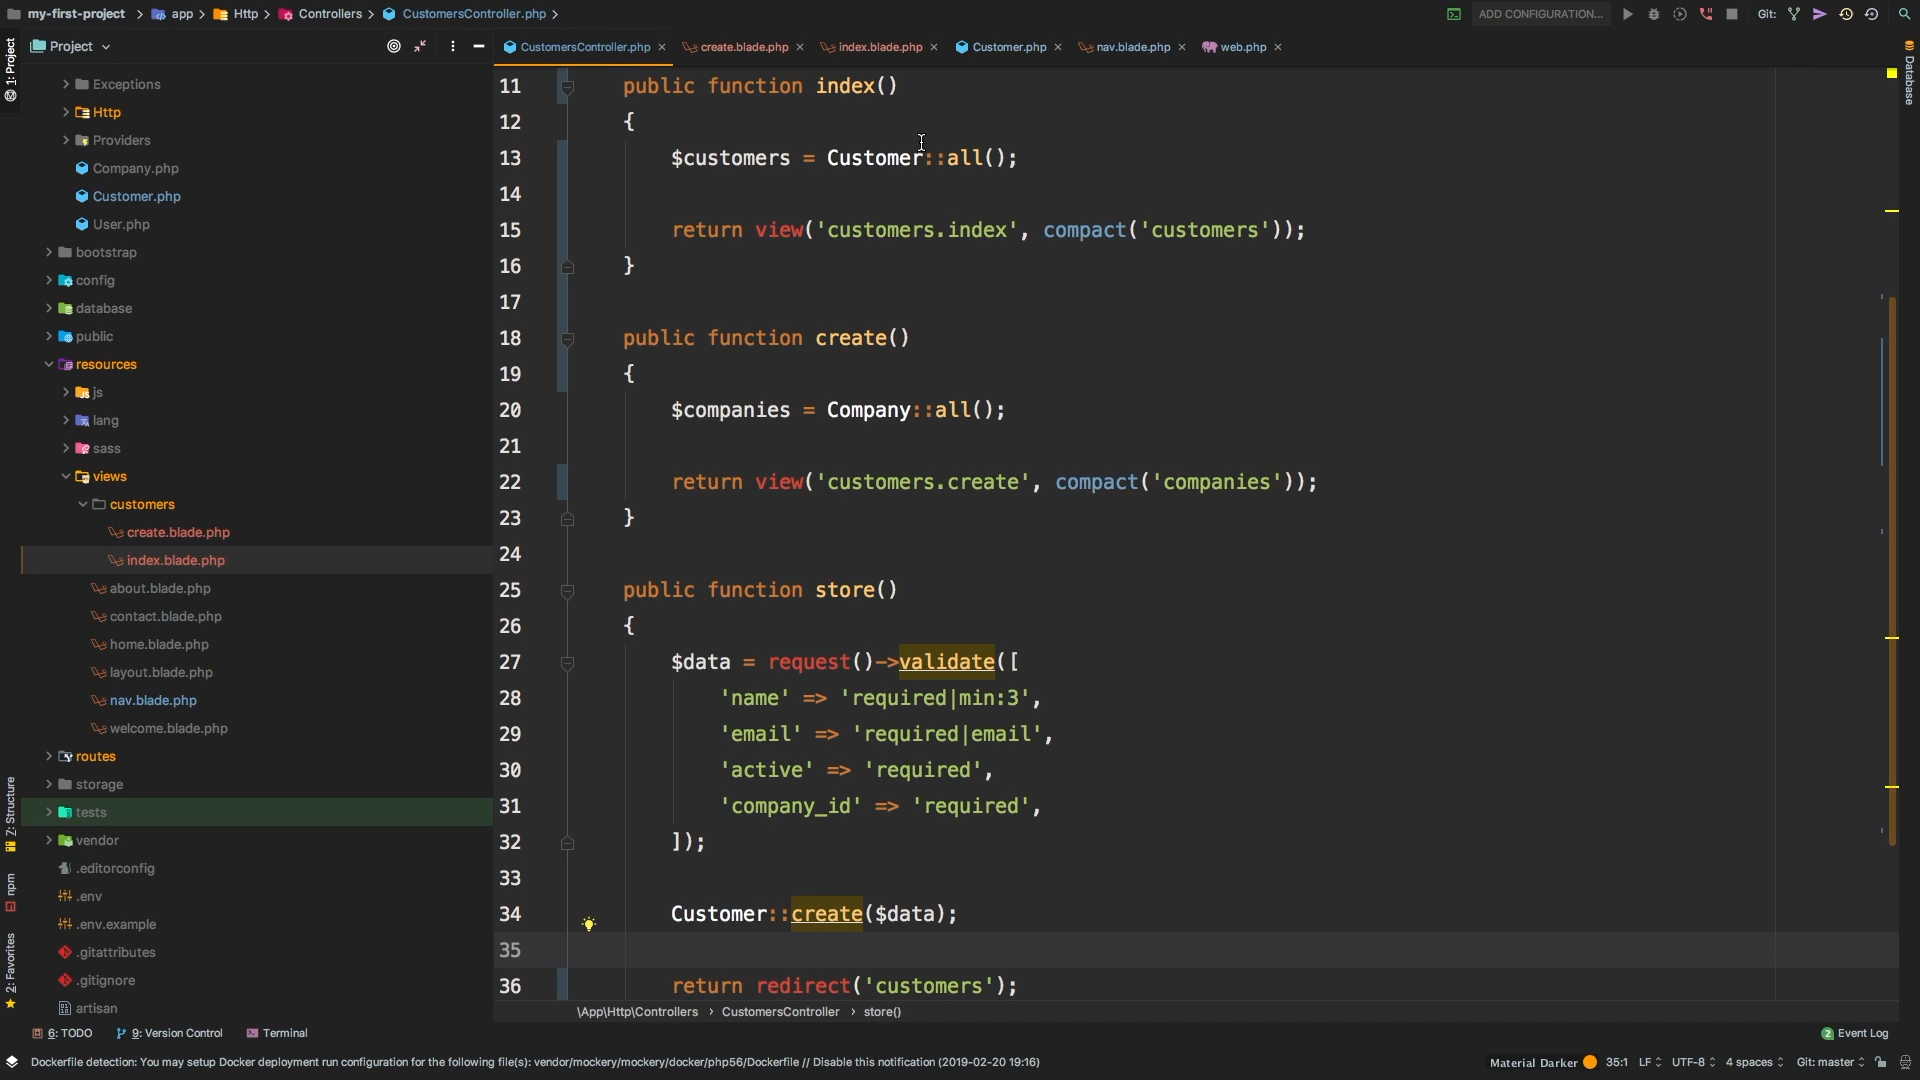 my-first-project
app
Http
Controllers
CustomersController.php
ADD CONFIGURATION...
Git:
1: Project
Project
CustomersController.php
create.blade.php
index.blade.php
Customer.php
nav.blade.php
web.php
Database
Exceptions
Http
Providers
Company.php
Customer.php
User.php
bootstrap
config
database
public
resources
js
lang
sass
views
customers
create.blade.php
index.blade.php
about.blade.php
contact.blade.php
home.blade.php
layout.blade.php
nav.blade.php
welcome.blade.php
routes
storage
tests
vendor
.editorconfig
.env
.env.example
.gitattributes
.gitignore
artisan
Z: Structure
npm
2: Favorites
11 public function index()
12 {
13 $customers = Customer::all();
14
15 return view('customers.index', compact('customers'));
16 }
17
18 public function create()
19 {
20 $companies = Company::all();
21
22 return view('customers.create', compact('companies'));
23 }
24
25 public function store()
26 {
27 $data = request()->validate([
28 'name' => 'required|min:3',
29 'email' => 'required|email',
30 'active' => 'required',
31 'company_id' => 'required',
32 ]);
33
34 Customer::create($data);
35
36 return redirect('customers');
\App\Http\Controllers › CustomersController › store()
6: TODO
9: Version Control
Terminal
2 Event Log
Dockerfile detection: You may setup Docker deployment run configuration for the following file(s): vendor/mockery/mockery/docker/php56/Dockerfile // Disable this notification (2019-02-20 19:16)
Material Darker
35:1
LF
UTF-8
4 spaces
Git: master